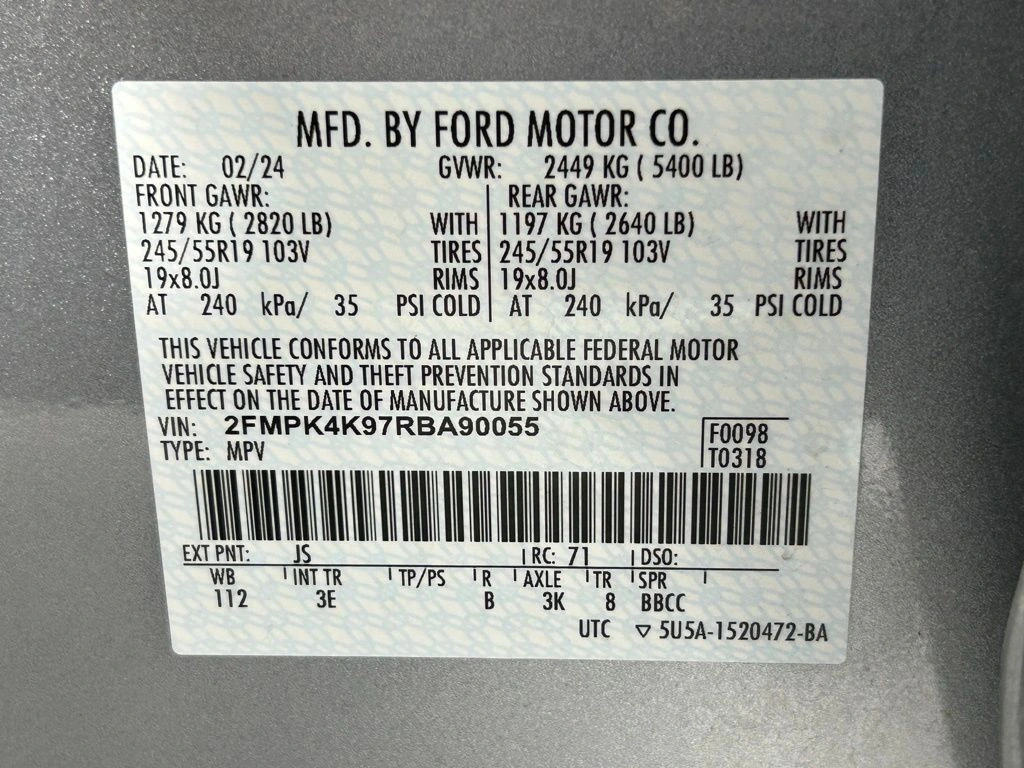 MFD. BY FORD MOTOR CO.
DATE: 02/24 GVWR: 2449 KG ( 5400 LB)
FRONT GAWR: REAR GAWR:
1279 KG ( 2820 LB) WITH 1197 KG ( 2640 LB) WITH
245/55R19 103V TIRES 245/55R19 103V TIRES
19x8.0J RIMS 19x8.0J RIMS
AT 240 kPa/ 35 PSI COLD AT 240 kPa/ 35 PSI COLD
THIS VEHICLE CONFORMS TO ALL APPLICABLE FEDERAL MOTOR
VEHICLE SAFETY AND THEFT PREVENTION STANDARDS IN
EFFECT ON THE DATE OF MANUFACTURE SHOWN ABOVE.
VIN: 2FMPK4K97RBA90055 F0098
TYPE: MPV T0318
EXT PNT: JS RC: 71 DSO:
WB INT TR TP/PS R AXLE TR SPR
112 3E B 3K 8 BBCC
UTC ▽ 5U5A-1520472-BA